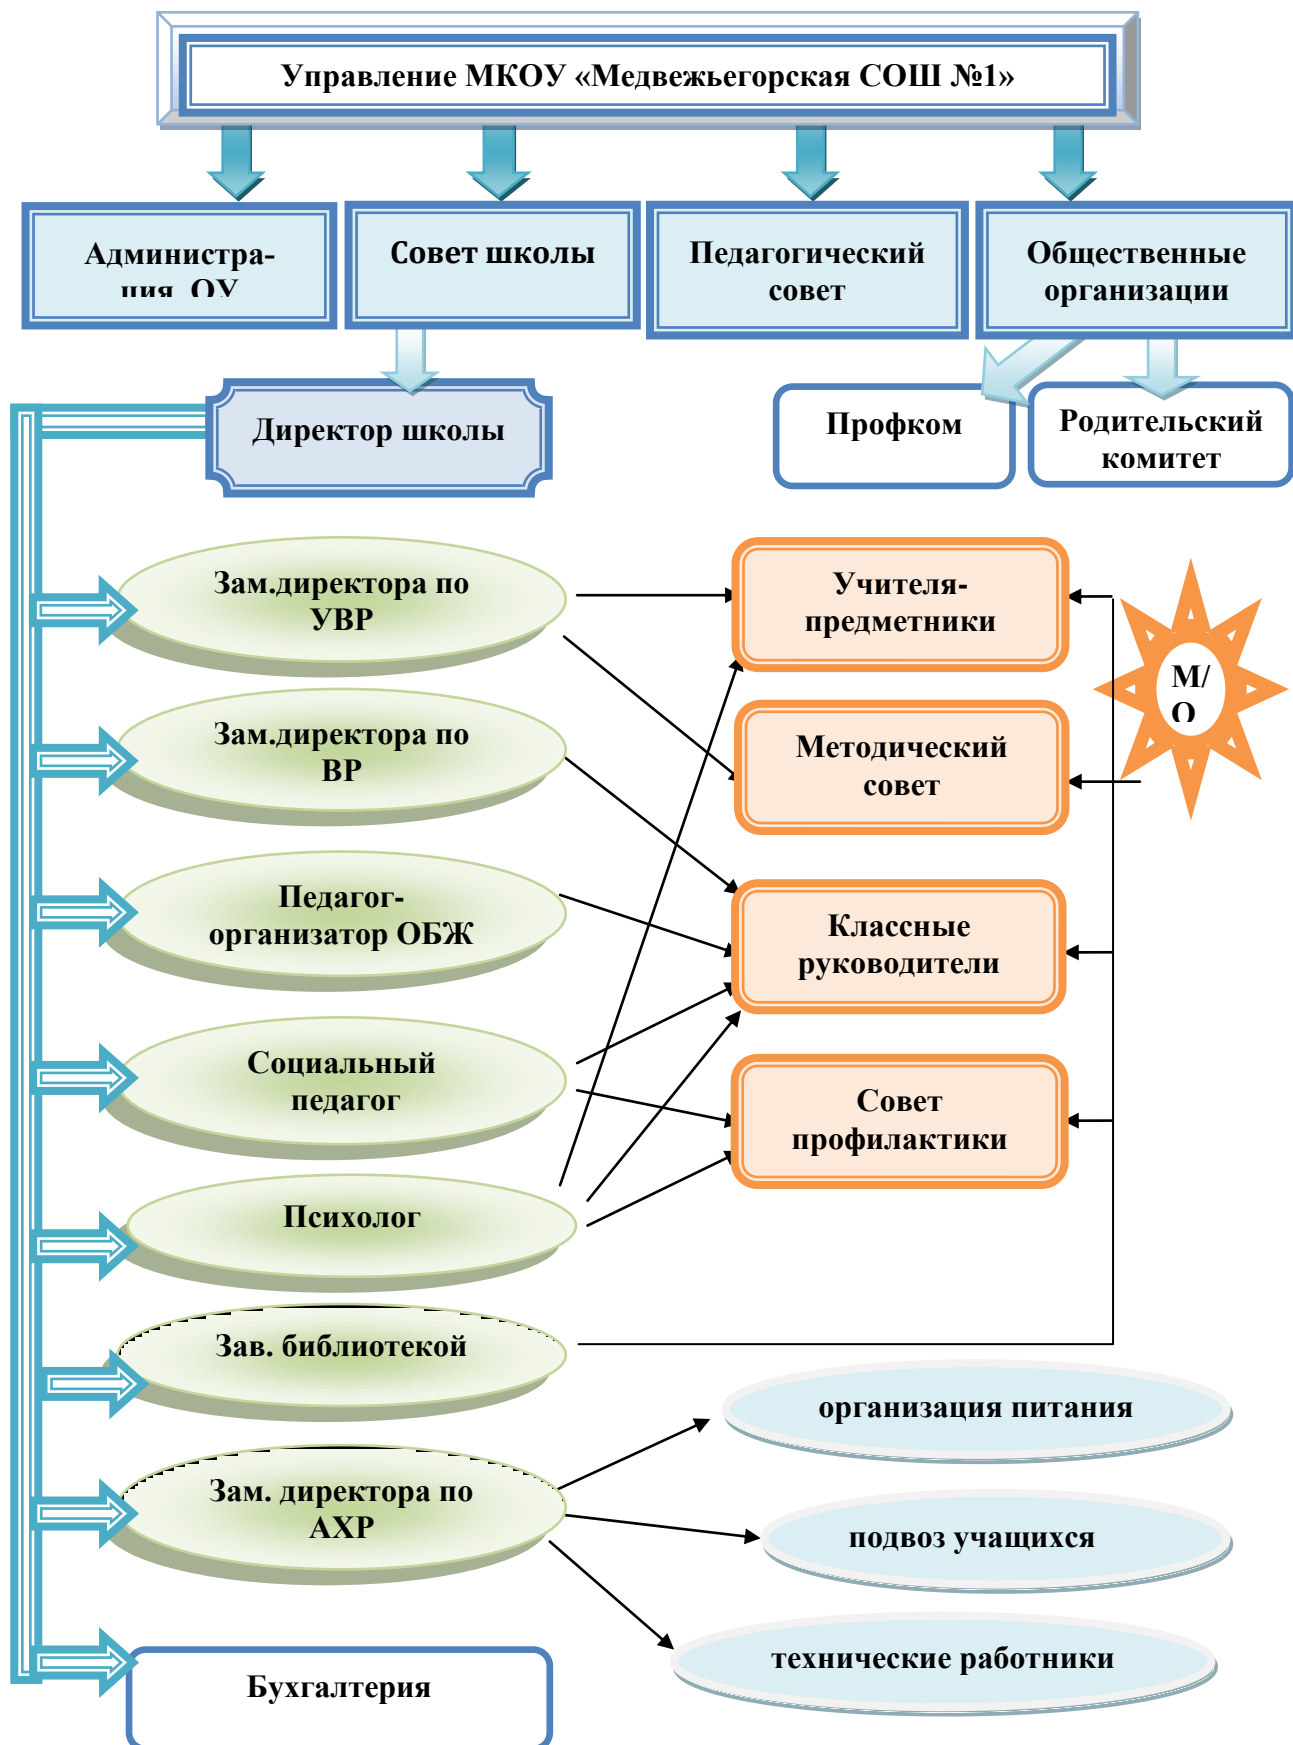 Управление МКОУ «Медвежьегорская СОШ №1»
Администра-
ция ОУ
Совет школы
Педагогический
совет
Общественные
организации
Директор школы
Профком
Родительский
комитет
Зам.директора по
УВР
Учителя-
предметники
М/
О
Зам.директора по
ВР
Методический
совет
Педагог-
организатор ОБЖ
Классные
руководители
Социальный
педагог
Совет
профилактики
Психолог
Зав. библиотекой
организация питания
Зам. директора по
АХР
подвоз учащихся
технические работники
Бухгалтерия